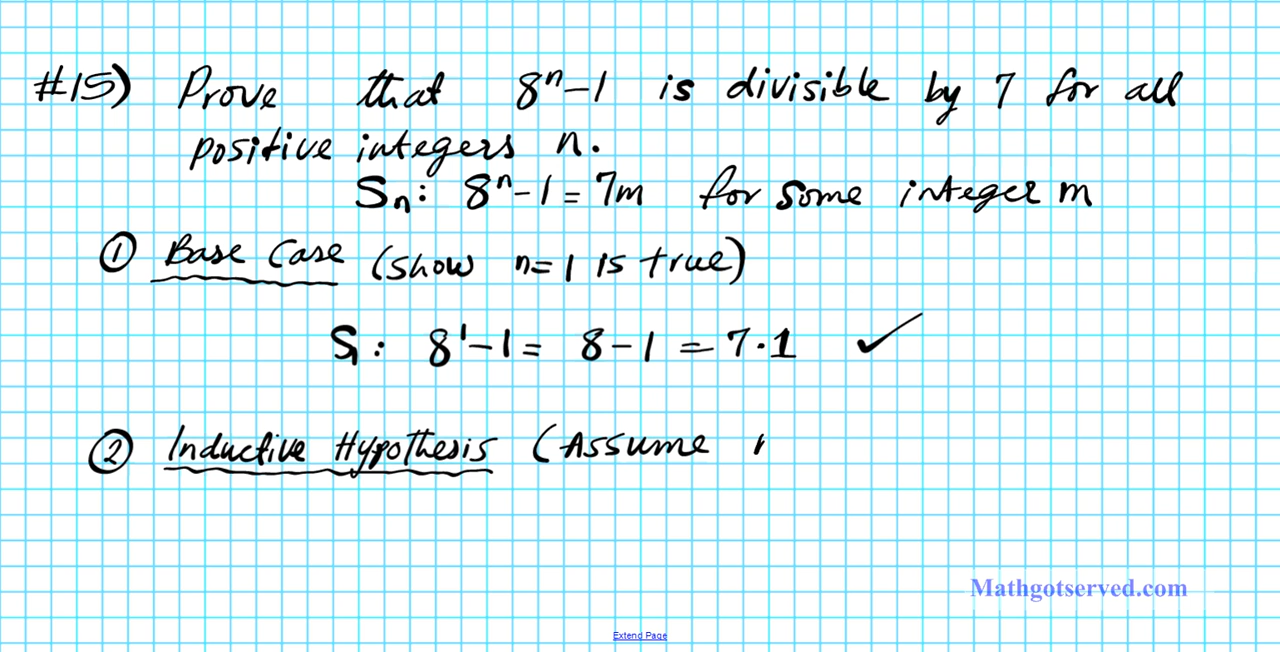 #15) Prove that 8ⁿ-1 is divisible by 7 for all
positive integers n.
Sₙ: 8ⁿ-1 = 7m for some integer m
① Base Case (show n=1 is true)
S₁: 8¹-1 = 8-1 = 7·1 ✓
② Inductive Hypothesis (Assume
Mathgotserved.com
Extend Page